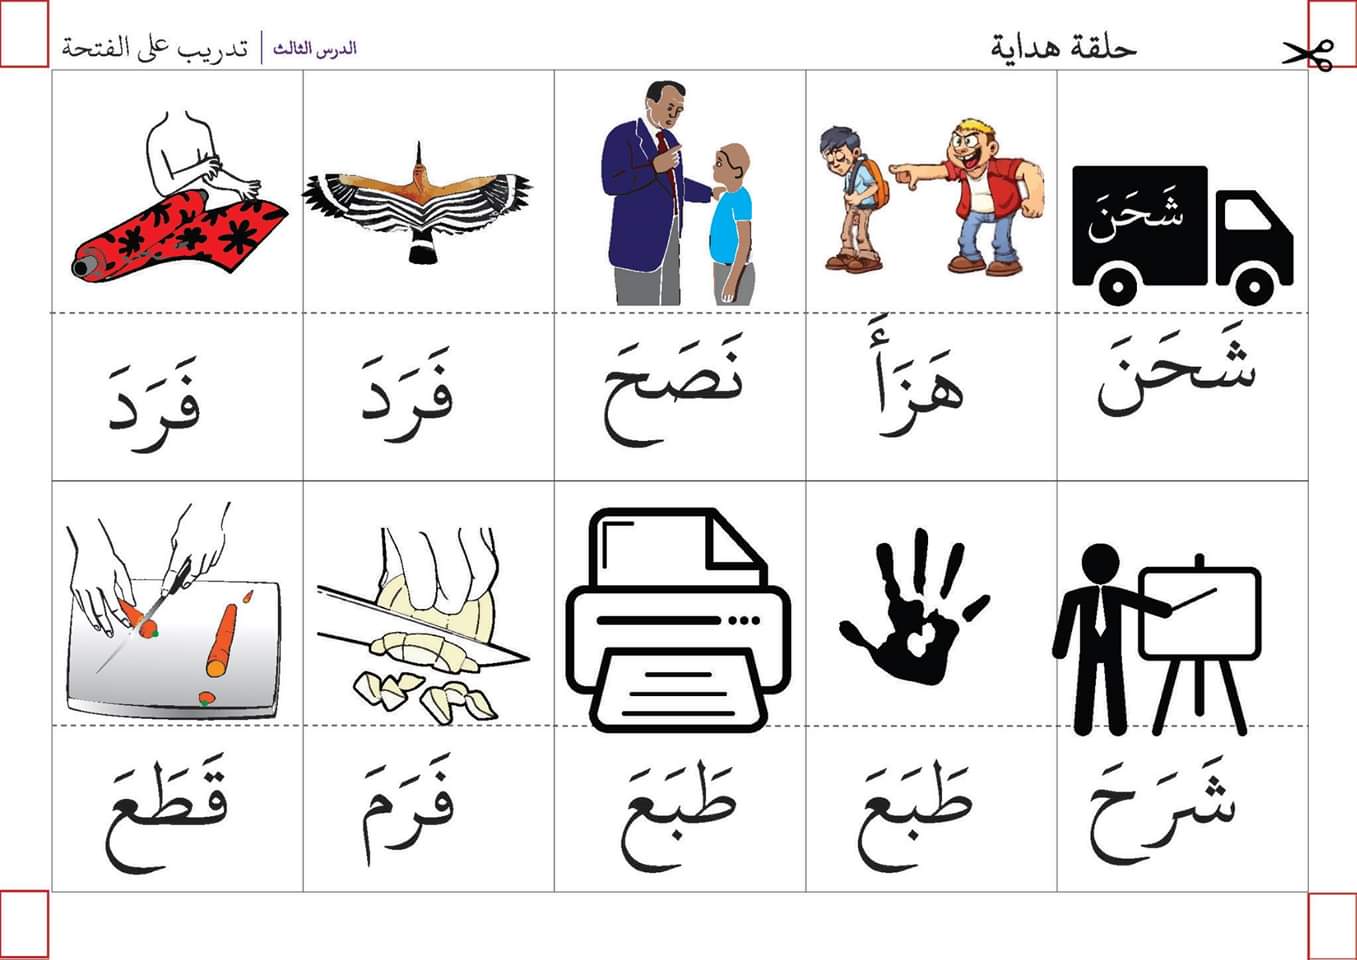 حلقة هداية
الدرس الثالث | تدريب على الفتحة
شَحَنَ
شَحَنَ هَزَأَ نَصَحَ فَرَدَ فَرَدَ
شَرَحَ طَبَعَ طَبَعَ فَرَمَ قَطَعَ